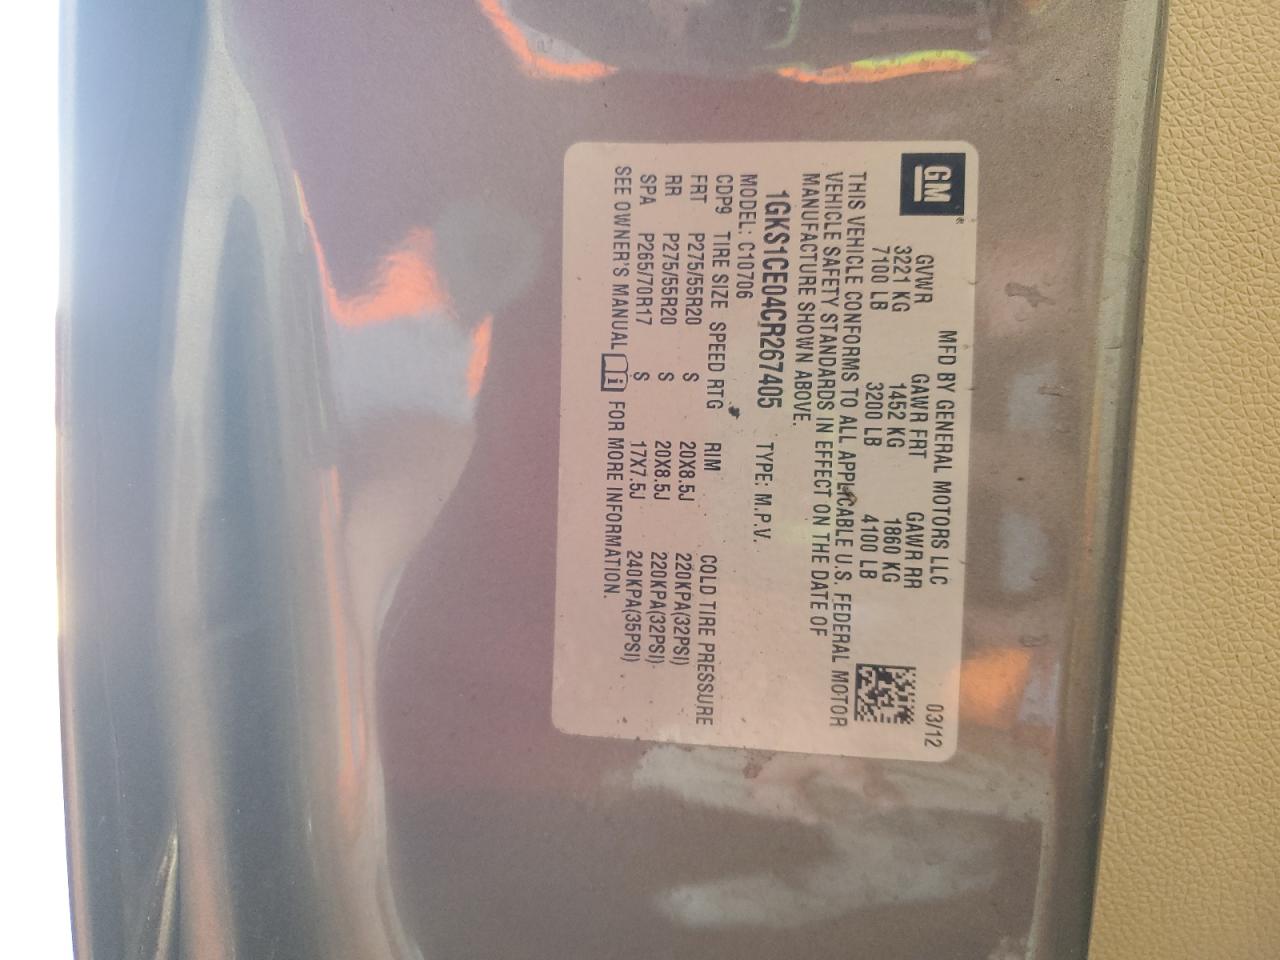 GM®
MFD BY GENERAL MOTORS LLC 03/12
GVWR GAWR FRT GAWR RR
3221 KG 1452 KG 1860 KG
7100 LB 3200 LB 4100 LB
THIS VEHICLE CONFORMS TO ALL APPLICABLE U.S. FEDERAL MOTOR
VEHICLE SAFETY STANDARDS IN EFFECT ON THE DATE OF
MANUFACTURE SHOWN ABOVE.
1GKS1CE04CR267405 TYPE: M.P.V.
MODEL: C10706
CDP9 TIRE SIZE SPEED RTG RIM COLD TIRE PRESSURE
FRT P275/55R20 S 20X8.5J 220KPA(32PSI)
RR P275/55R20 S 20X8.5J 220KPA(32PSI)
SPA P265/70R17 S 17X7.5J 240KPA(35PSI)
SEE OWNER'S MANUAL i FOR MORE INFORMATION.